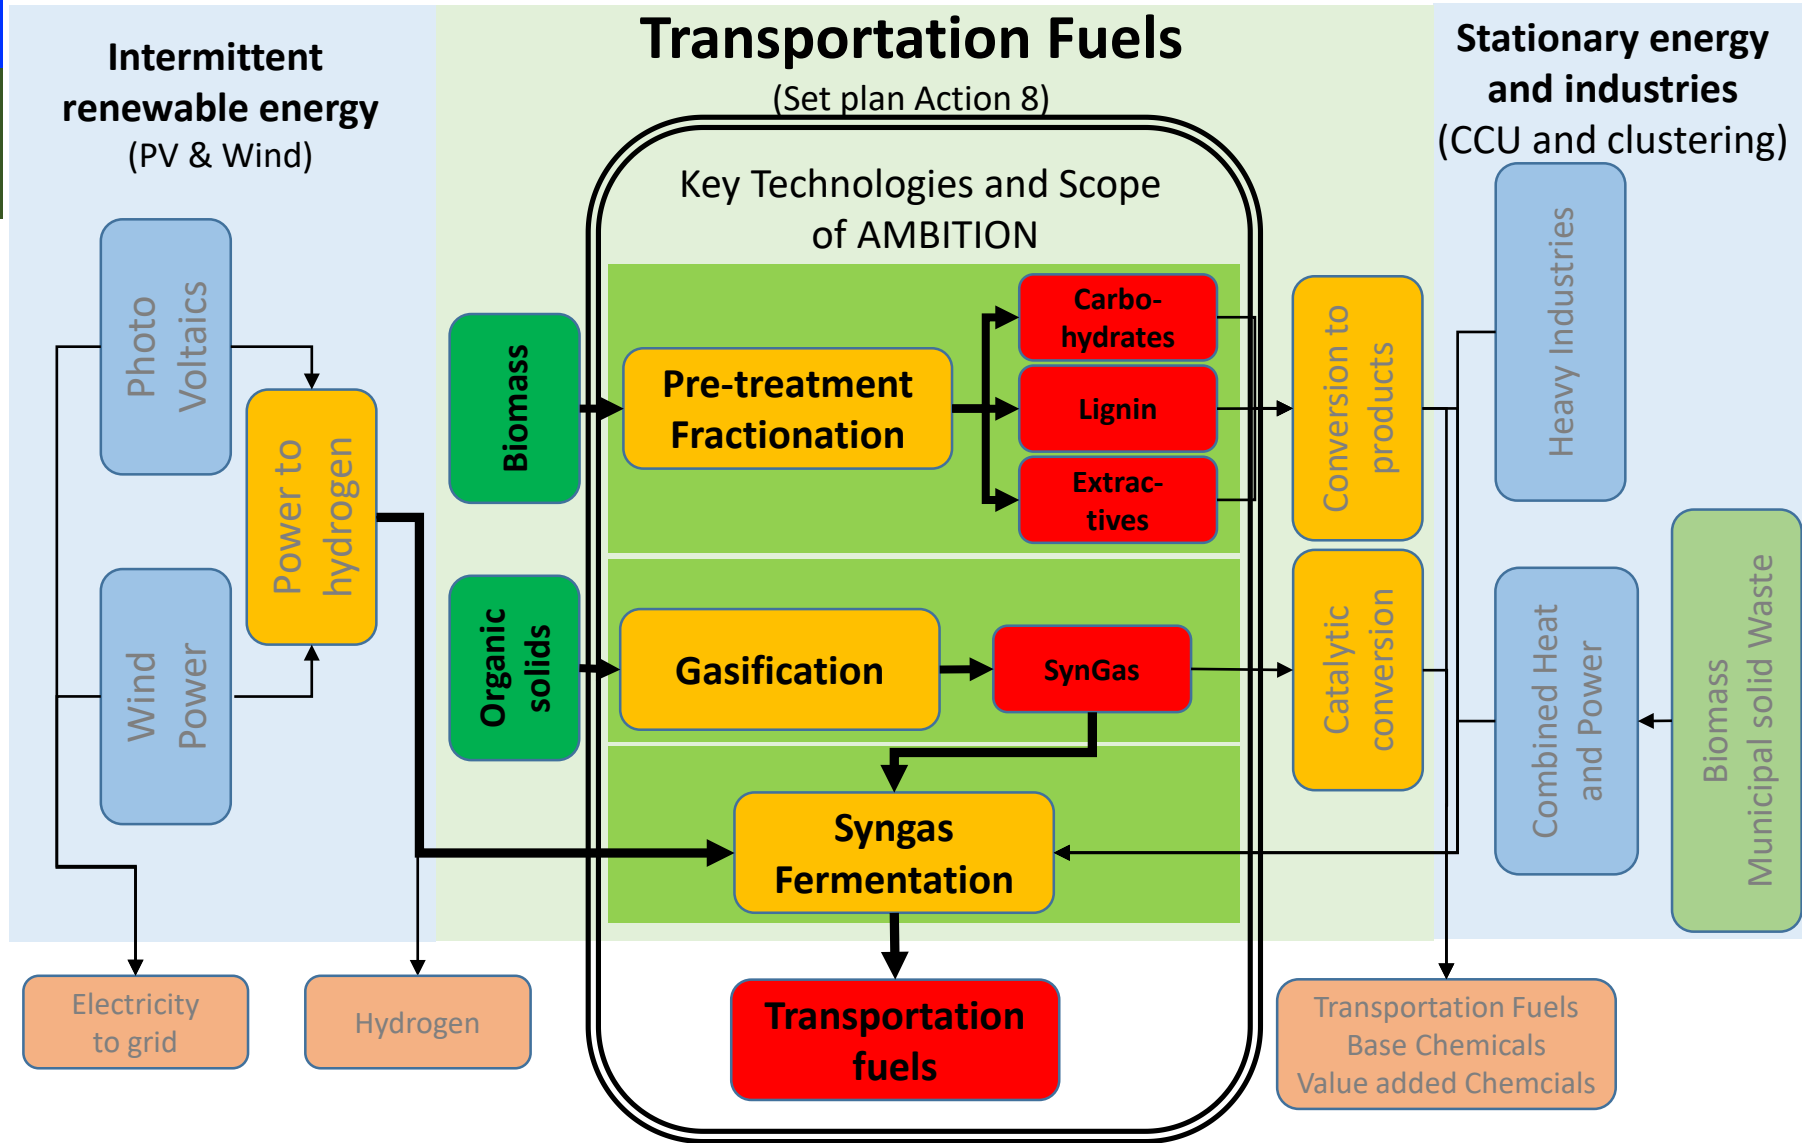 Intermittent
renewable energy
(PV & Wind)
Transportation Fuels
(Set plan Action 8)
Stationary energy
and industries
(CCU and clustering)
Key Technologies and Scope
of AMBITION
Photo
Voltaics
Wind
Power
Power to
hydrogen
Biomass
Pre-treatment
Fractionation
Carbo-
hydrates
Lignin
Extrac-
tives
Conversion to
products
Heavy Industries
Organic
solids
Gasification
SynGas
Catalytic
conversion
Combined Heat
and Power
Biomass
Municipal solid Waste
Syngas
Fermentation
Electricity
to grid
Hydrogen
Transportation
fuels
Transportation Fuels
Base Chemicals
Value added Chemcials